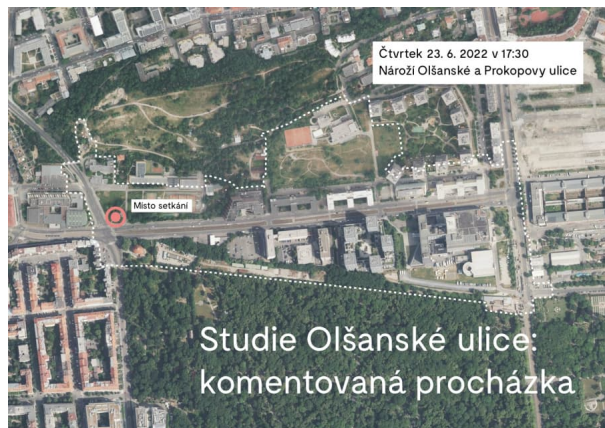 Čtvrtek 23. 6. 2022 v 17:30
Nároží Olšanské a Prokopovy ulice
Místo setkání
Studie Olšanské ulice:
komentovaná procházka